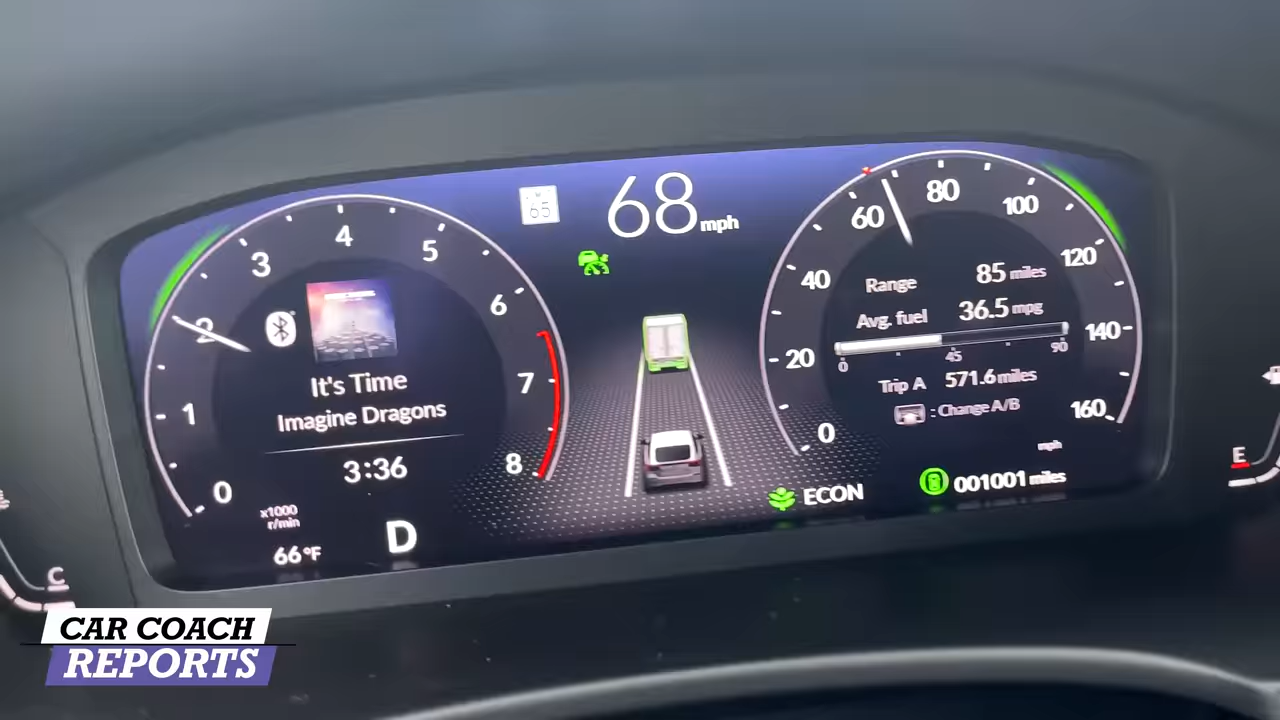 65
68 mph
0
1
2
3
4
5
6
7
8
x1000
r/min
It's Time
Imagine Dragons
3:36
66°F
D
0
20
40
60
80
100
120
140
160
mph
Range 85 miles
Avg. fuel 36.5 mpg
0 45 90
Trip A 571.6 miles
: Change A/B
ECON
001001 miles
C
E
CAR COACH
REPORTS